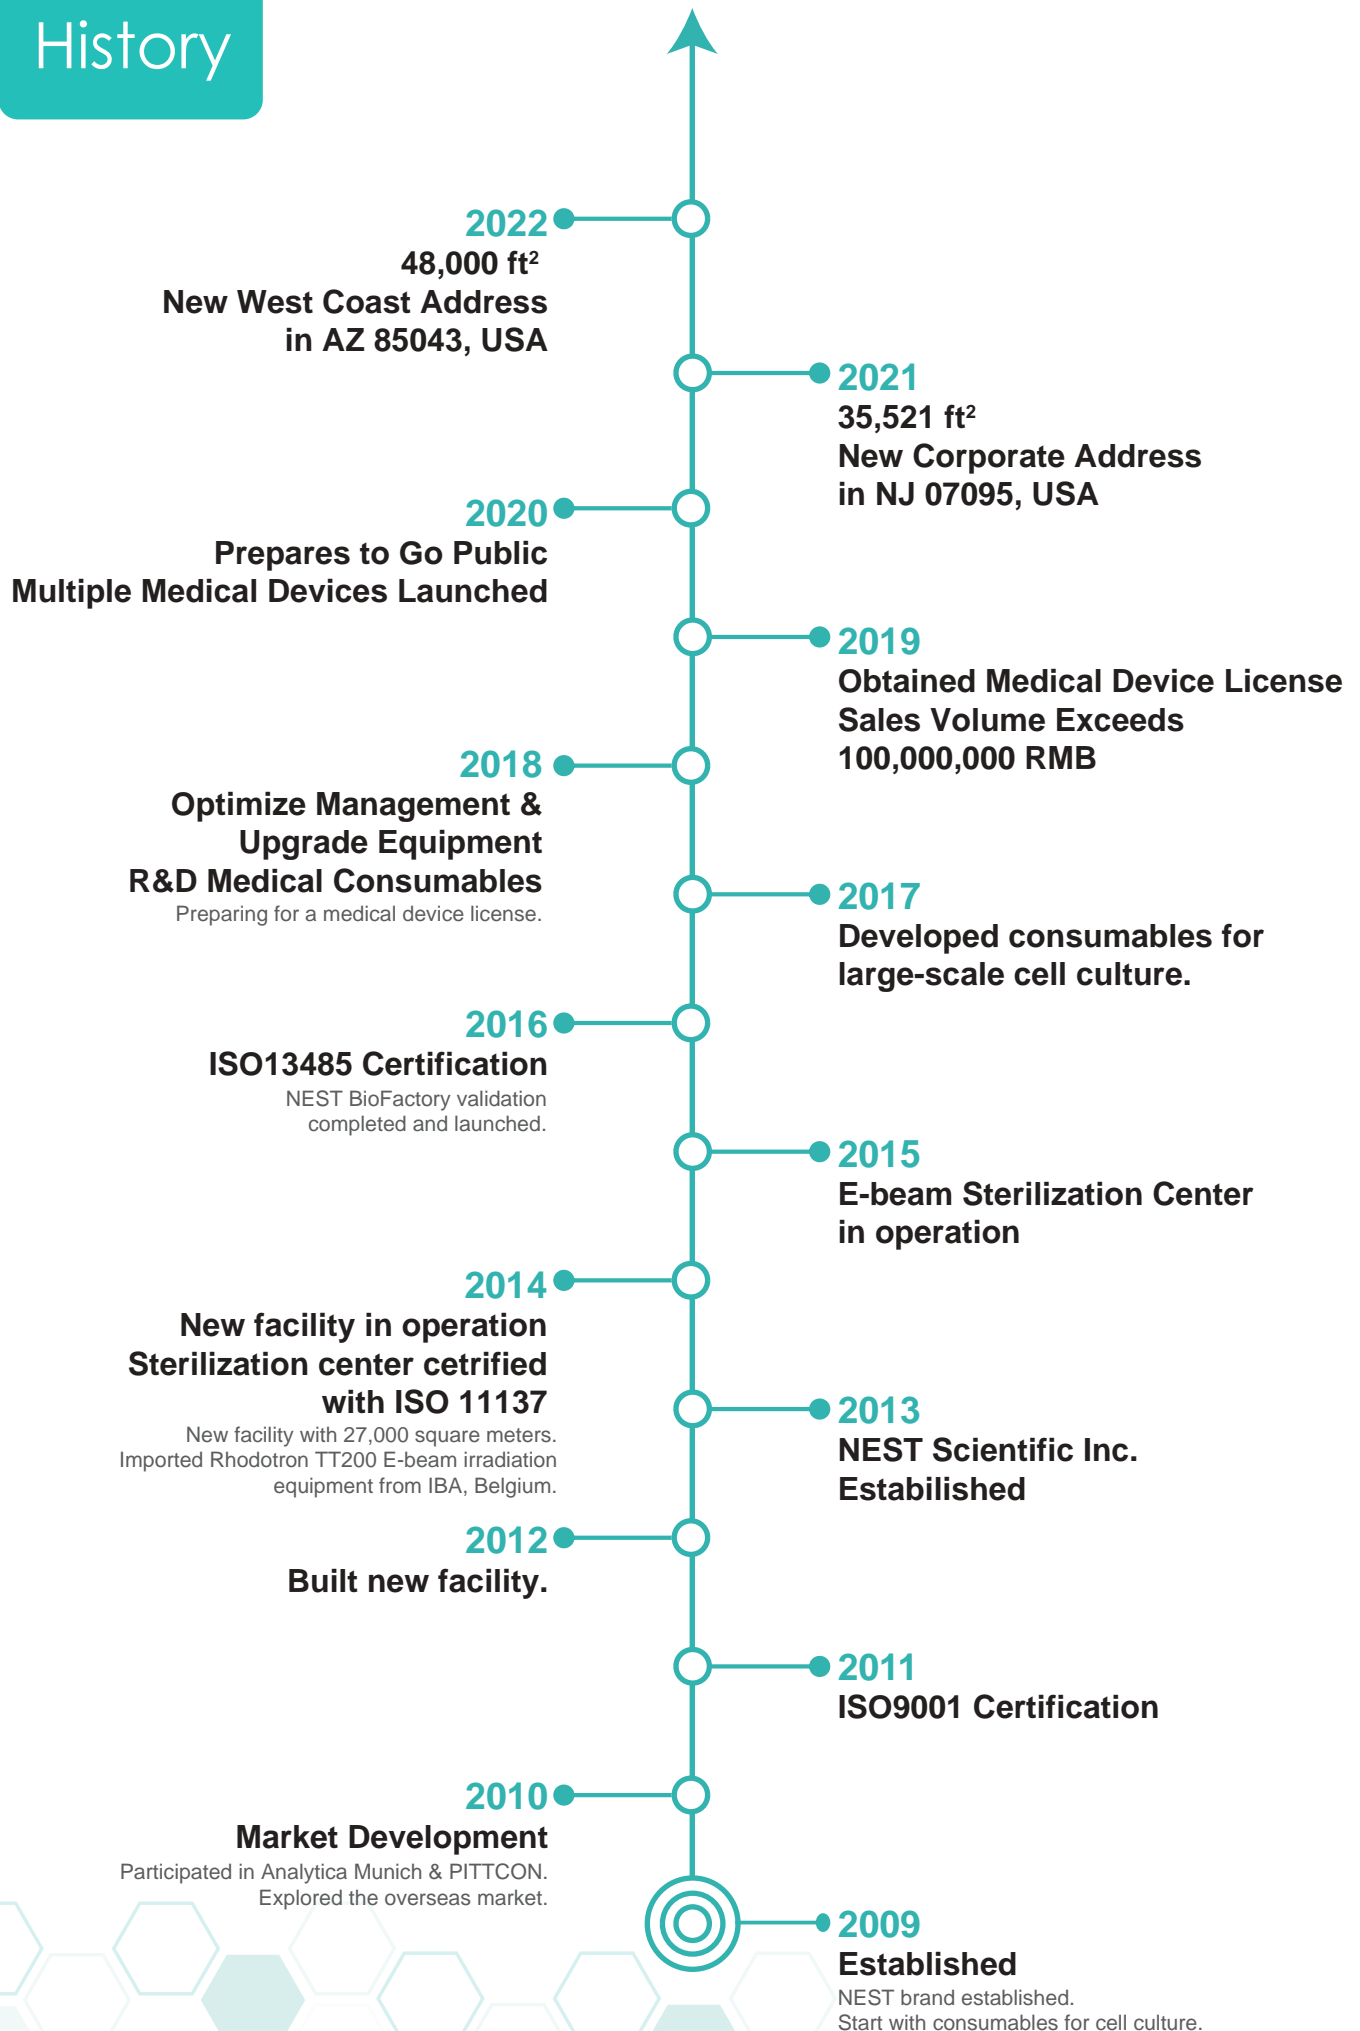 History
2022
48,000 ft²
New West Coast Address
in AZ 85043, USA
2021
35,521 ft²
New Corporate Address
in NJ 07095, USA
2020
Prepares to Go Public
Multiple Medical Devices Launched
2019
Obtained Medical Device License
Sales Volume Exceeds
100,000,000 RMB
2018
Optimize Management &
Upgrade Equipment
R&D Medical Consumables
Preparing for a medical device license.
2017
Developed consumables for
large-scale cell culture.
2016
ISO13485 Certification
NEST BioFactory validation
completed and launched.
2015
E-beam Sterilization Center
in operation
2014
New facility in operation
Sterilization center cetrified
with ISO 11137
New facility with 27,000 square meters.
Imported Rhodotron TT200 E-beam irradiation
equipment from IBA, Belgium.
2013
NEST Scientific Inc.
Estabilished
2012
Built new facility.
2011
ISO9001 Certification
2010
Market Development
Participated in Analytica Munich & PITTCON.
Explored the overseas market.
2009
Established
NEST brand established.
Start with consumables for cell culture.